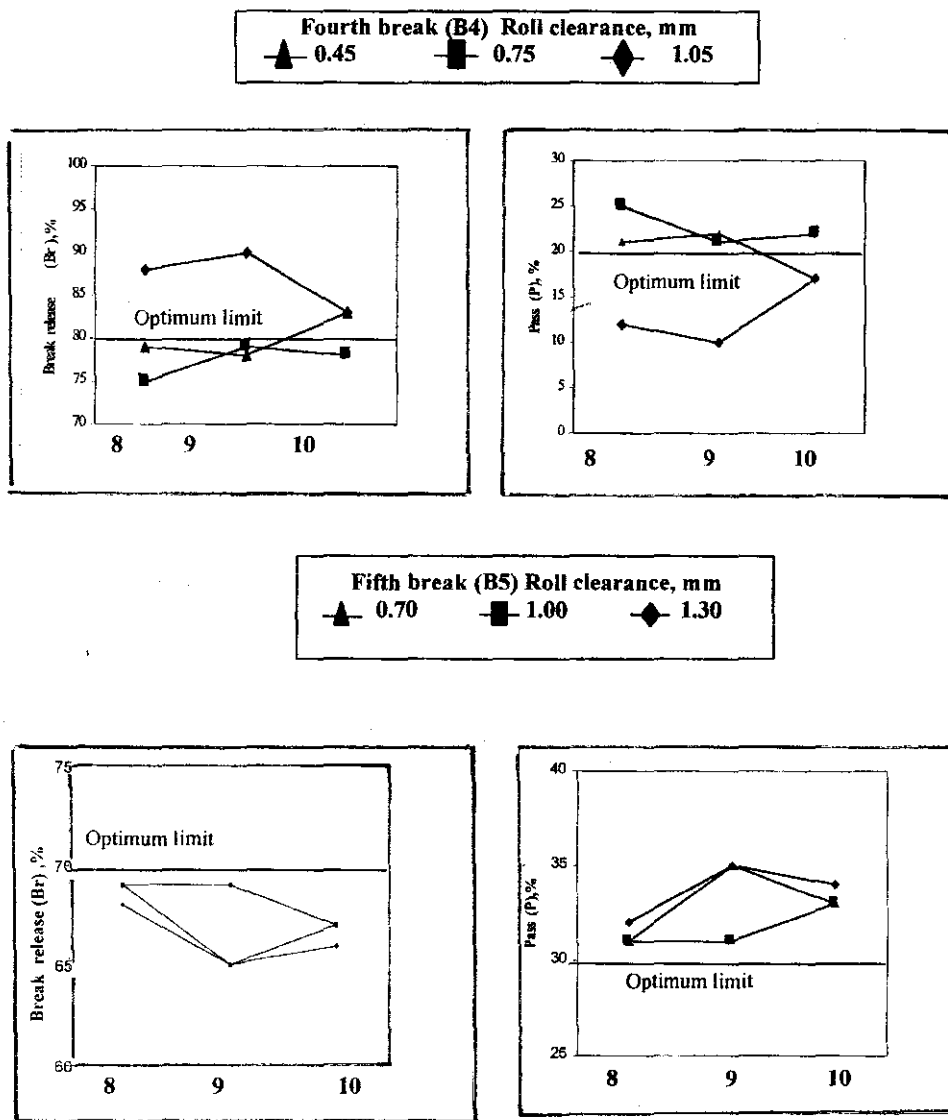 Fourth break (B4) Roll clearance, mm
0.45 0.75 1.05
100
95
90
85
80
75
70
Break release (Br),%
Optimum limit
8 9 10
30
25
20
15
10
5
0
Pass (P), %
Optimum limit
8 9 10
Fifth break (B5) Roll clearance, mm
0.70 1.00 1.30
75
70
65
60
Break release (Br) ,%
Optimum limit
8 9 10
40
35
30
25
Pass (P),%
Optimum limit
8 9 10